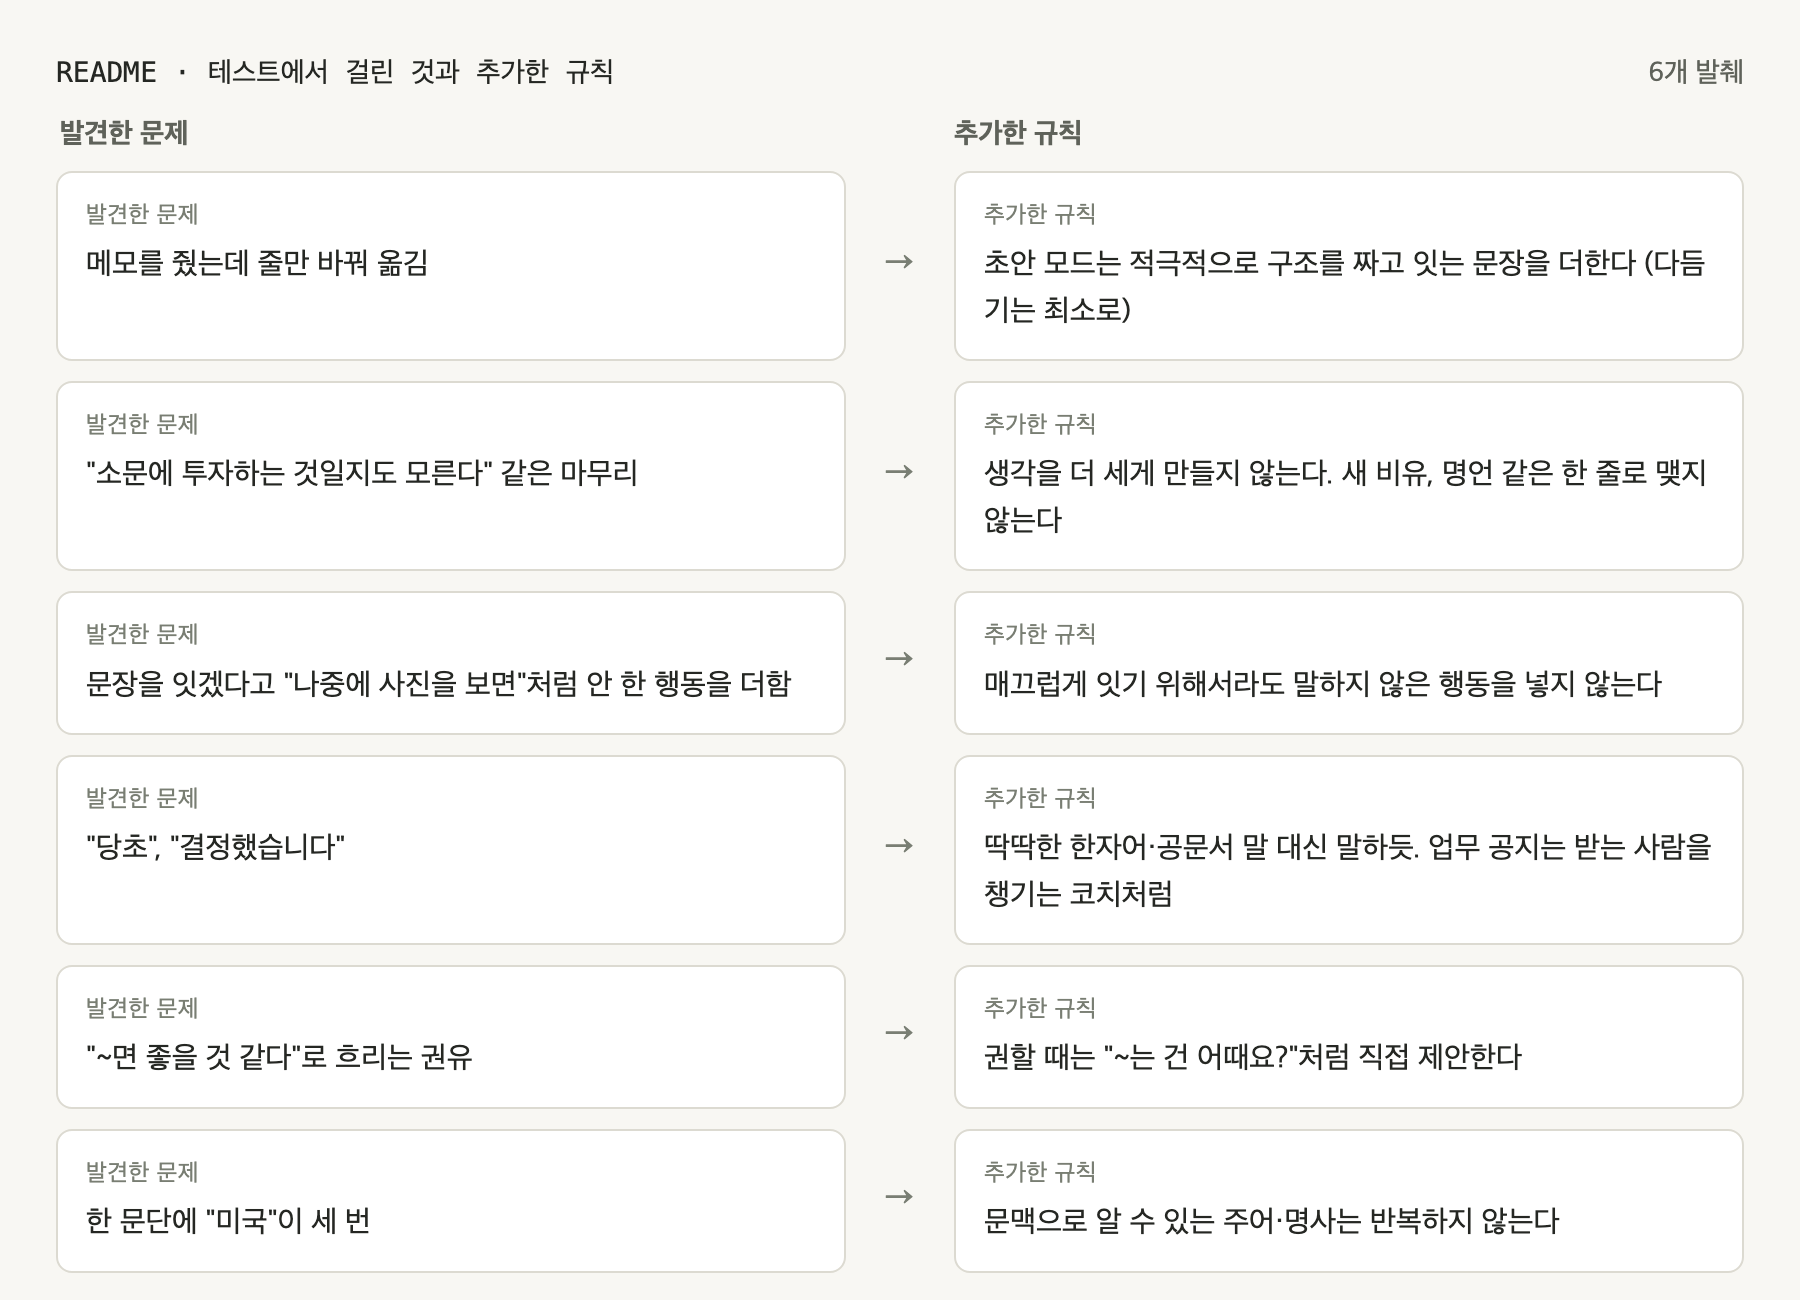 README · 테스트에서 걸린 것과 추가한 규칙
6개 발췌
발견한 문제
추가한 규칙
발견한 문제
메모를 줬는데 줄만 바꿔 옮김
→
추가한 규칙
초안 모드는 적극적으로 구조를 짜고 잇는 문장을 더한다 (다듬
기는 최소로)
발견한 문제
"소문에 투자하는 것일지도 모른다" 같은 마무리
→
추가한 규칙
생각을 더 세게 만들지 않는다. 새 비유, 명언 같은 한 줄로 맺지
않는다
발견한 문제
문장을 잇겠다고 "나중에 사진을 보면"처럼 안 한 행동을 더함
→
추가한 규칙
매끄럽게 잇기 위해서라도 말하지 않은 행동을 넣지 않는다
발견한 문제
"당초", "결정했습니다"
→
추가한 규칙
딱딱한 한자어·공문서 말 대신 말하듯. 업무 공지는 받는 사람을
챙기는 코치처럼
발견한 문제
"~면 좋을 것 같다"로 흐리는 권유
→
추가한 규칙
권할 때는 "~는 건 어때요?"처럼 직접 제안한다
발견한 문제
한 문단에 "미국"이 세 번
→
추가한 규칙
문맥으로 알 수 있는 주어·명사는 반복하지 않는다